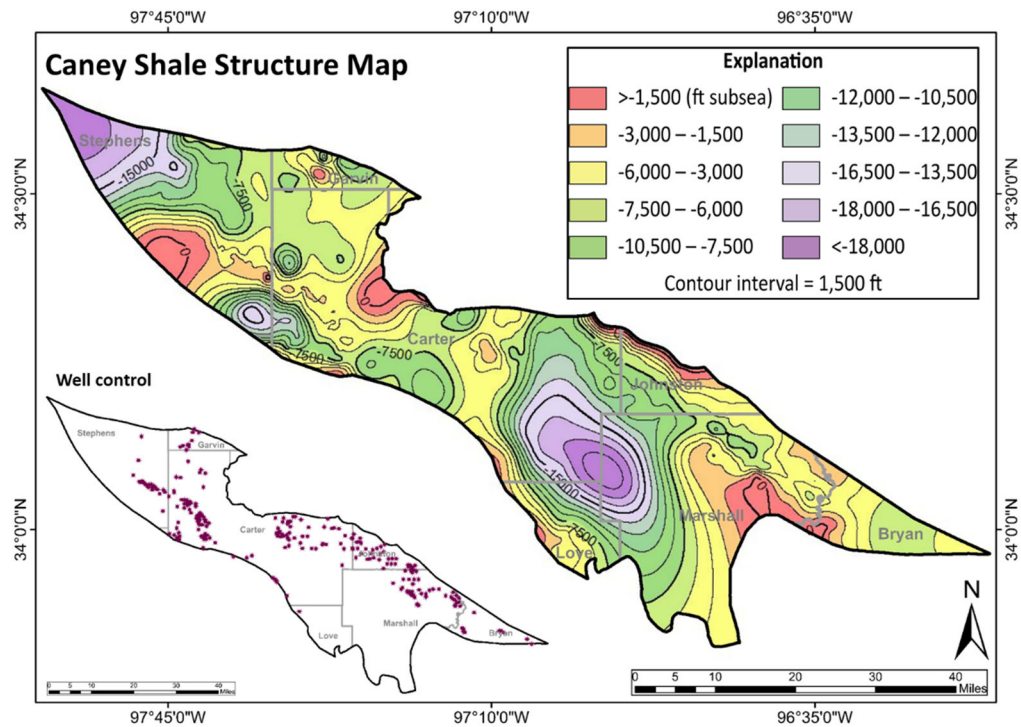 97°45'0"W 97°10'0"W 96°35'0"W
Caney Shale Structure Map
Explanation
>-1,500 (ft subsea) -12,000 – -10,500
-3,000 – -1,500 -13,500 – -12,000
-6,000 – -3,000 -16,500 – -13,500
-7,500 – -6,000 -18,000 – -16,500
-10,500 – -7,500 <-18,000
Contour interval = 1,500 ft
34°30'0"N 34°30'0"N
Stephens
-15000
-7500
Garvin
0
0
Carter
-7500
-7500
-7500
Johnston
-15000
0
Marshall
-7500
Love
Bryan
34°0'0"N 34°0'0"N
Well control
Stephens
Garvin
Carter
Johnston
Marshall
Love
Bryan
N
0 5 10 20 30 40
Miles
0 5 10 20 30 40
Miles
97°45'0"W 97°10'0"W 96°35'0"W